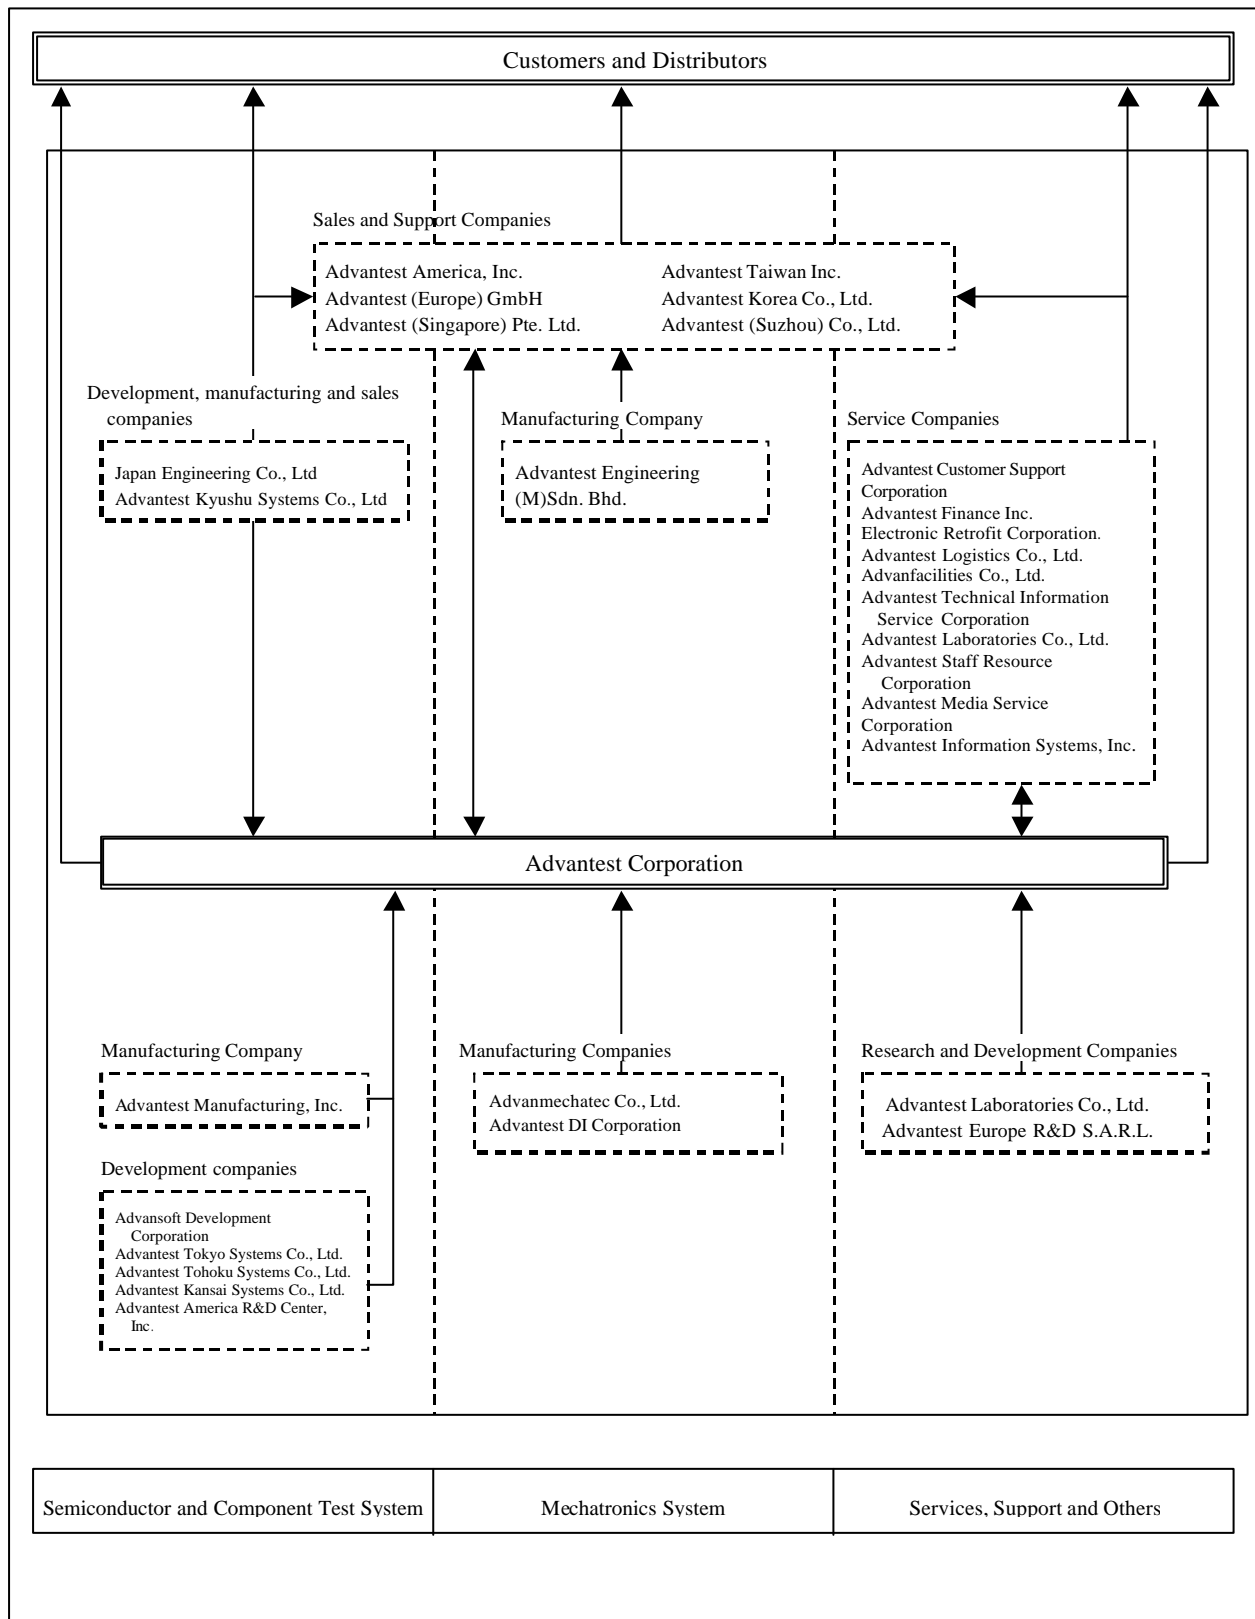 Customers and Distributors
Sales and Support Companies
Advantest America, Inc.
Advantest (Europe) GmbH
Advantest (Singapore) Pte. Ltd.
Advantest Taiwan Inc.
Advantest Korea Co., Ltd.
Advantest (Suzhou) Co., Ltd.
Development, manufacturing and sales
companies
Japan Engineering Co., Ltd
Advantest Kyushu Systems Co., Ltd
Manufacturing Company
Advantest Engineering
(M)Sdn. Bhd.
Service Companies
Advantest Customer Support
Corporation
Advantest Finance Inc.
Electronic Retrofit Corporation.
Advantest Logistics Co., Ltd.
Advanfacilities Co., Ltd.
Advantest Technical Information
Service Corporation
Advantest Laboratories Co., Ltd.
Advantest Staff Resource
Corporation
Advantest Media Service
Corporation
Advantest Information Systems, Inc.
Advantest Corporation
Manufacturing Company
Advantest Manufacturing, Inc.
Development companies
Advansoft Development
Corporation
Advantest Tokyo Systems Co., Ltd.
Advantest Tohoku Systems Co., Ltd.
Advantest Kansai Systems Co., Ltd.
Advantest America R&D Center,
Inc.
Manufacturing Companies
Advanmechatec Co., Ltd.
Advantest DI Corporation
Research and Development Companies
Advantest Laboratories Co., Ltd.
Advantest Europe R&D S.A.R.L.
Semiconductor and Component Test System
Mechatronics System
Services, Support and Others